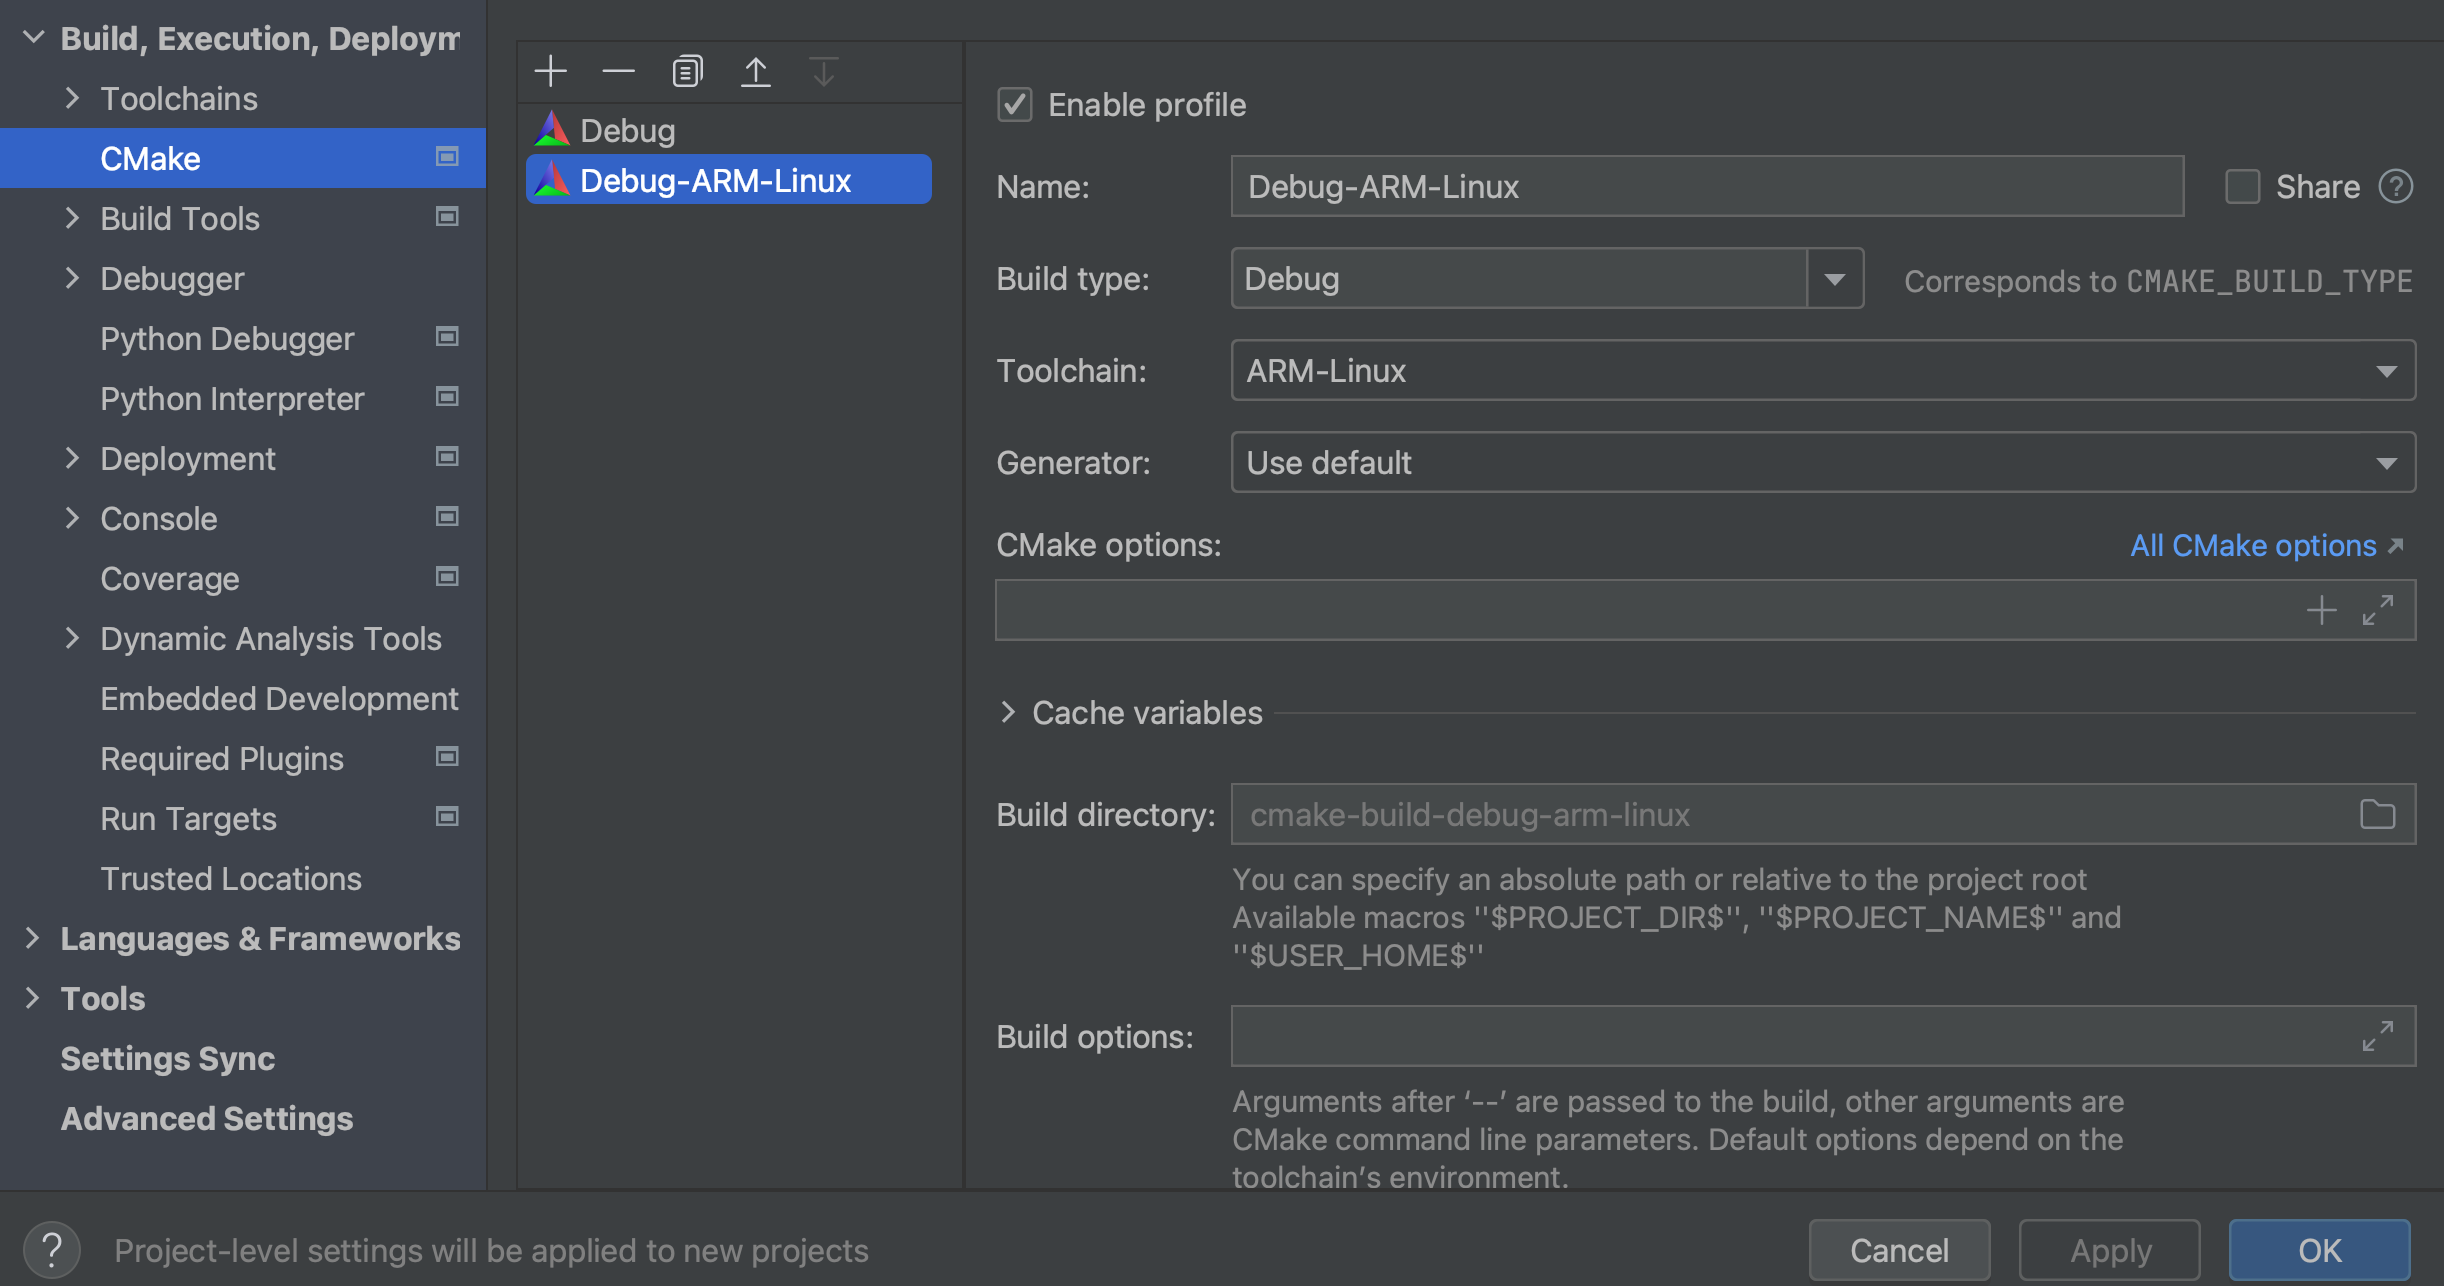 Build, Execution, Deploym
Toolchains
CMake
Build Tools
Debugger
Python Debugger
Python Interpreter
Deployment
Console
Coverage
Dynamic Analysis Tools
Embedded Development
Required Plugins
Run Targets
Trusted Locations
Languages & Frameworks
Tools
Settings Sync
Advanced Settings
Debug
Debug-ARM-Linux
Enable profile
Name: Debug-ARM-Linux Share ?
Build type: Debug Corresponds to CMAKE_BUILD_TYPE
Toolchain: ARM-Linux
Generator: Use default
CMake options: All CMake options
Cache variables
Build directory: cmake-build-debug-arm-linux
You can specify an absolute path or relative to the project root
Available macros ''$PROJECT_DIR$'', ''$PROJECT_NAME$'' and
''$USER_HOME$''
Build options:
Arguments after ‘--’ are passed to the build, other arguments are
CMake command line parameters. Default options depend on the
toolchain’s environment.
? Project-level settings will be applied to new projects
Cancel Apply OK